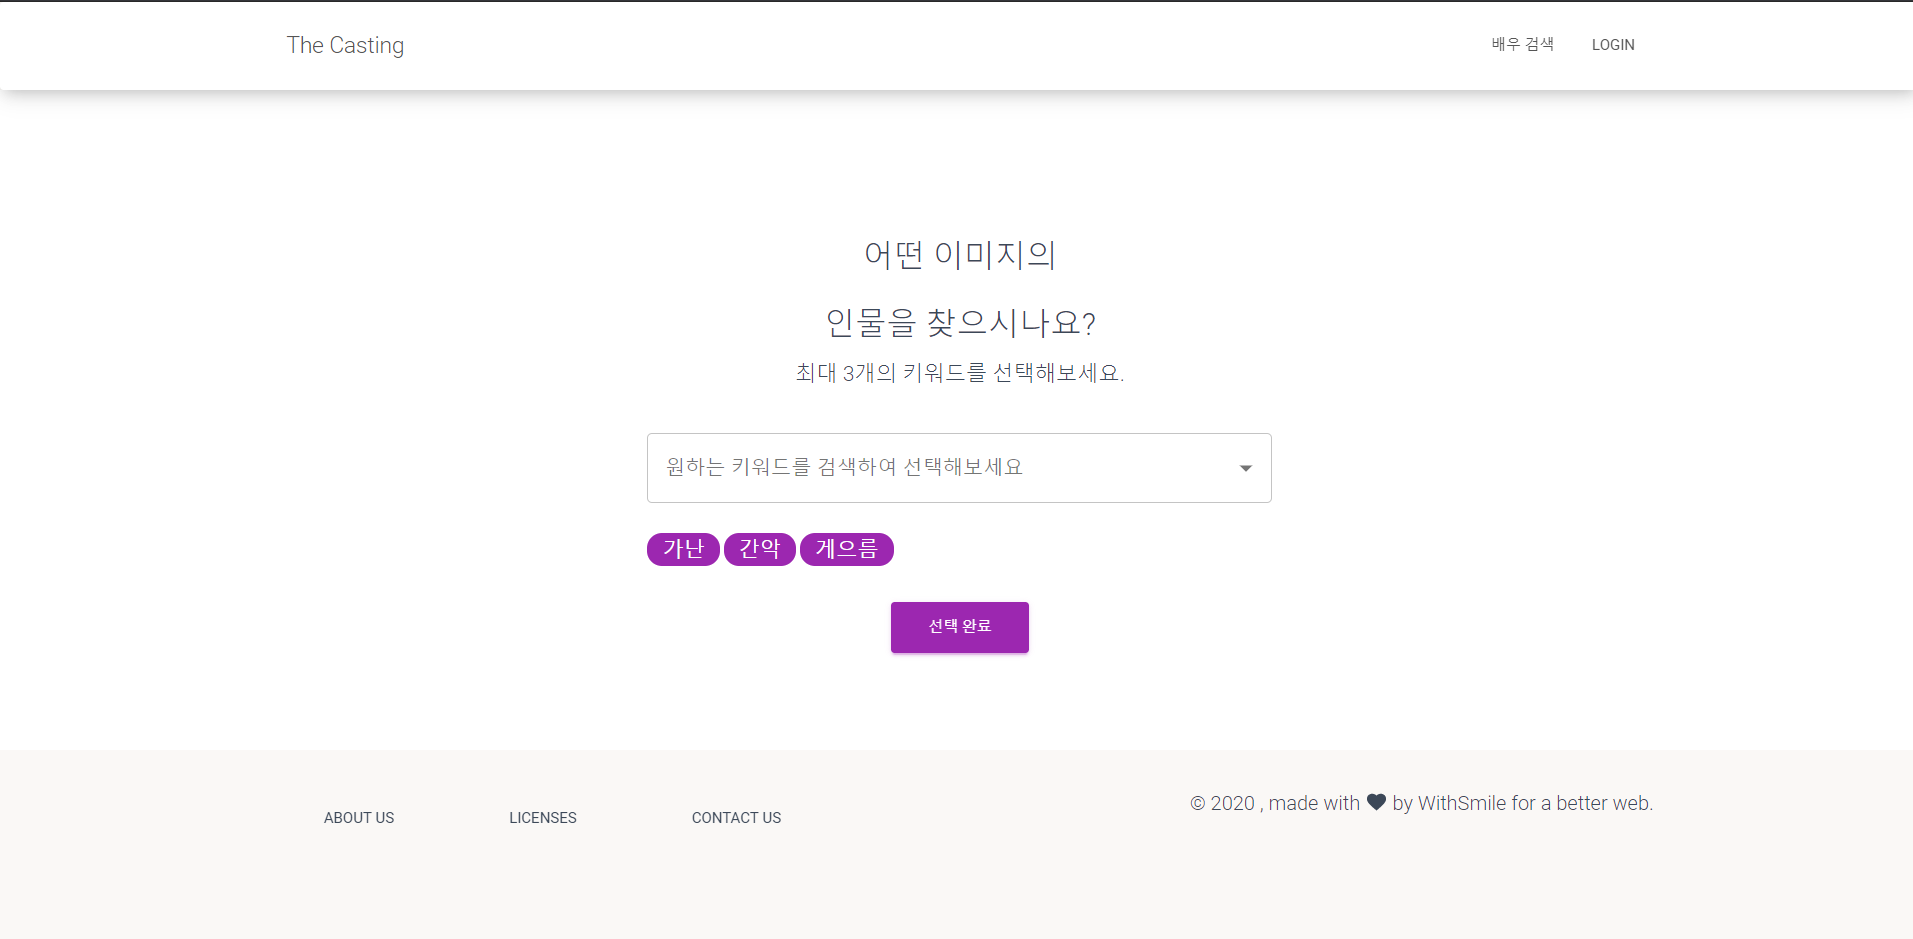 The Casting
배우 검색 LOGIN
어떤 이미지의
인물을 찾으시나요?
최대 3개의 키워드를 선택해보세요.
원하는 키워드를 검색하여 선택해보세요
가난 간악 게으름
선택 완료
ABOUT US LICENSES CONTACT US
© 2020 , made with ♥ by WithSmile for a better web.